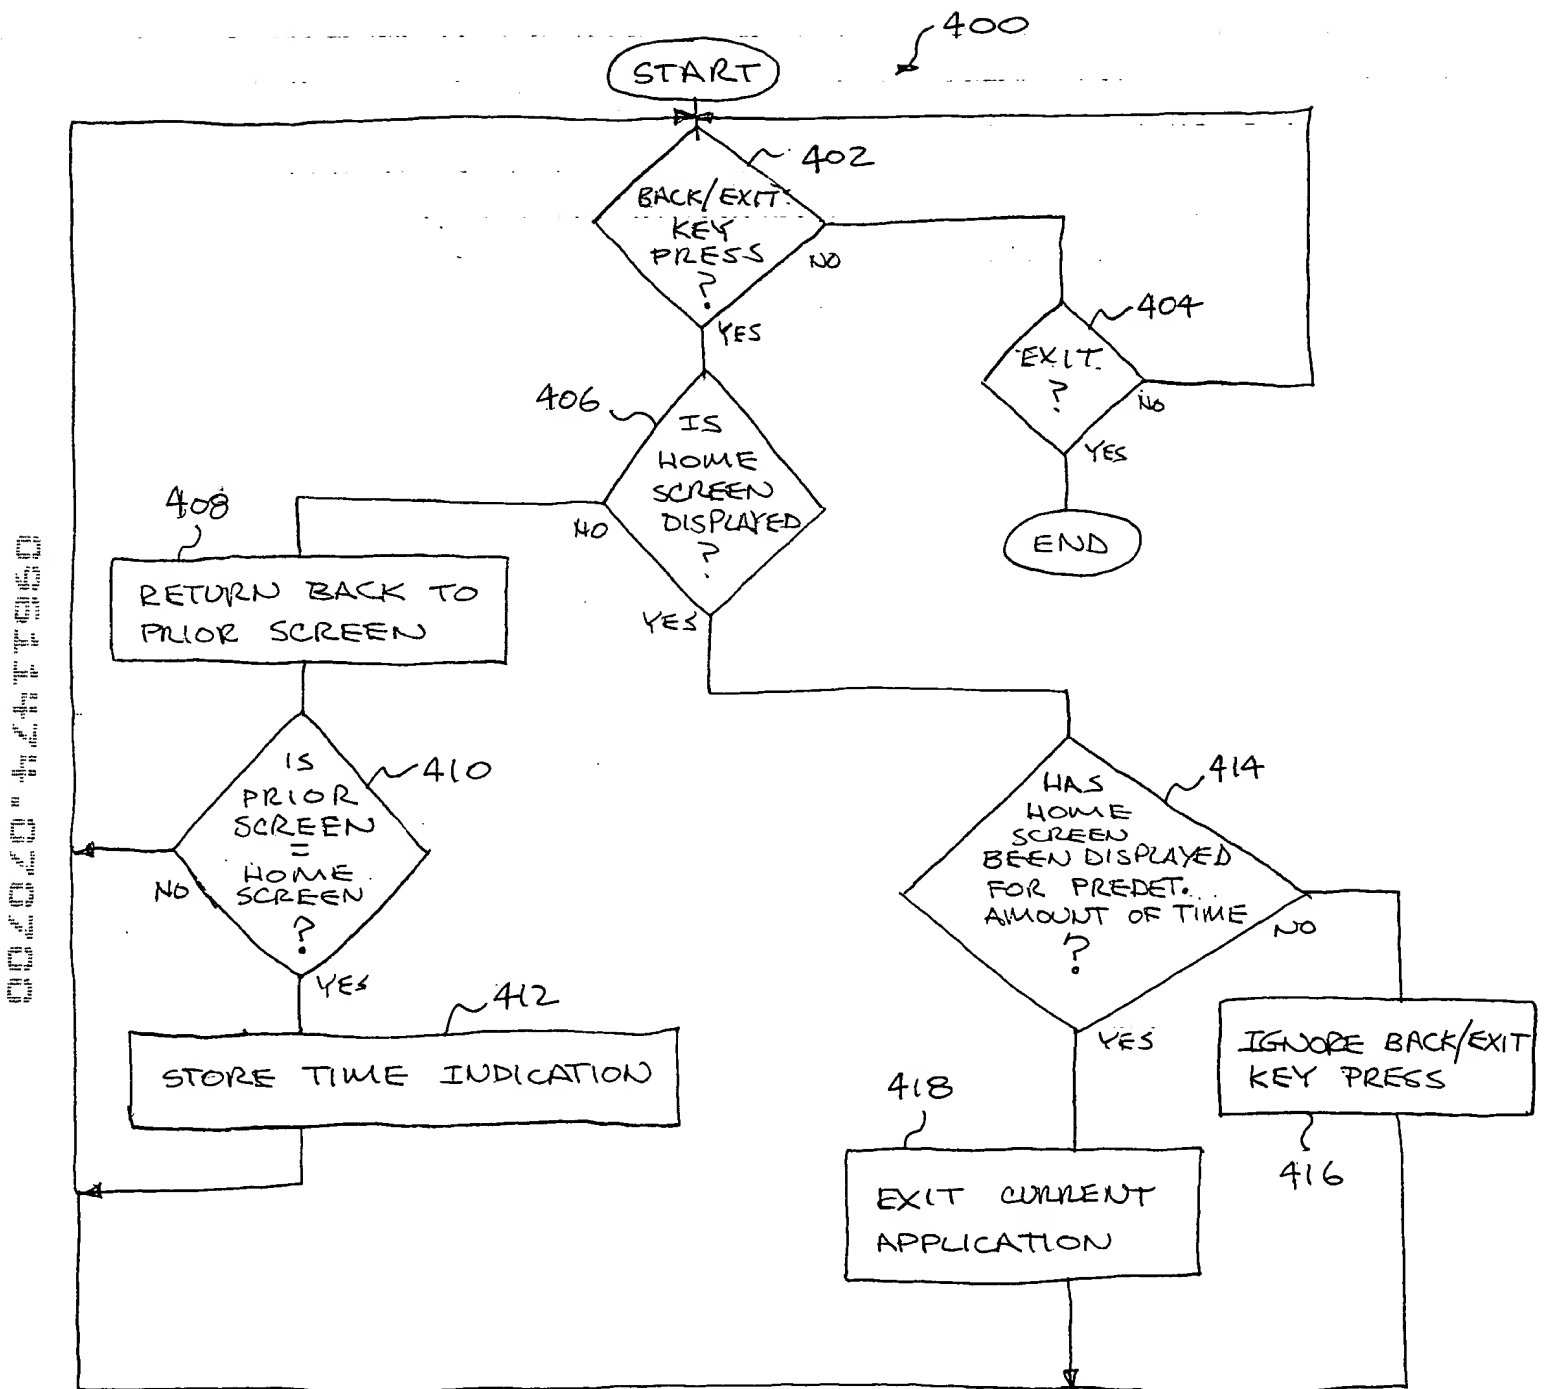 400
START
402
BACK/EXIT
KEY
PRESS
?
NO
YES
404
EXIT
?
NO
YES
END
406
IS
HOME
SCREEN
DISPLAYED
?
NO
YES
408
RETURN BACK TO
PRIOR SCREEN
410
IS
PRIOR
SCREEN
=
HOME
SCREEN
?
NO
YES
412
STORE TIME INDICATION
414
HAS
HOME
SCREEN
BEEN DISPLAYED
FOR PREDET.
AMOUNT OF TIME
?
NO
YES
IGNORE BACK/EXIT
KEY PRESS
416
418
EXIT CURRENT
APPLICATION